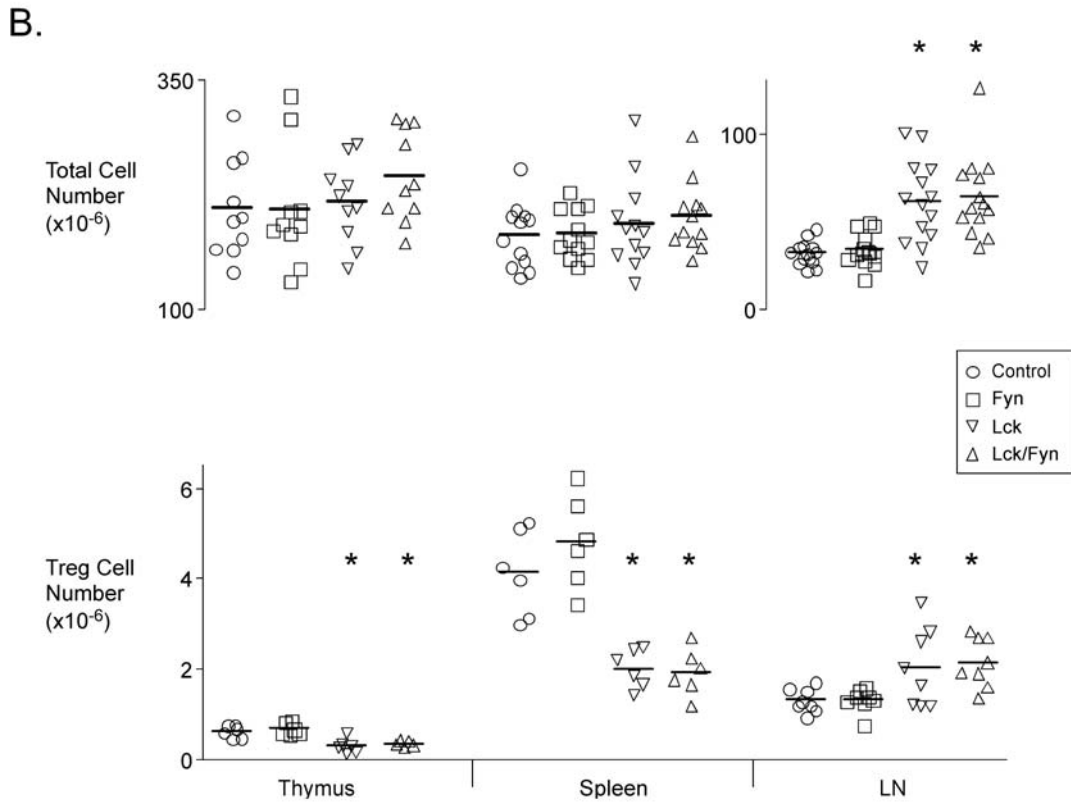 B.
* *
350
100
Total Cell
Number
(x10-6)
100
0
Control
Fyn
Lck
Lck/Fyn
6
4
2
0
Treg Cell
Number
(x10-6)
* * * * * *
Thymus Spleen LN